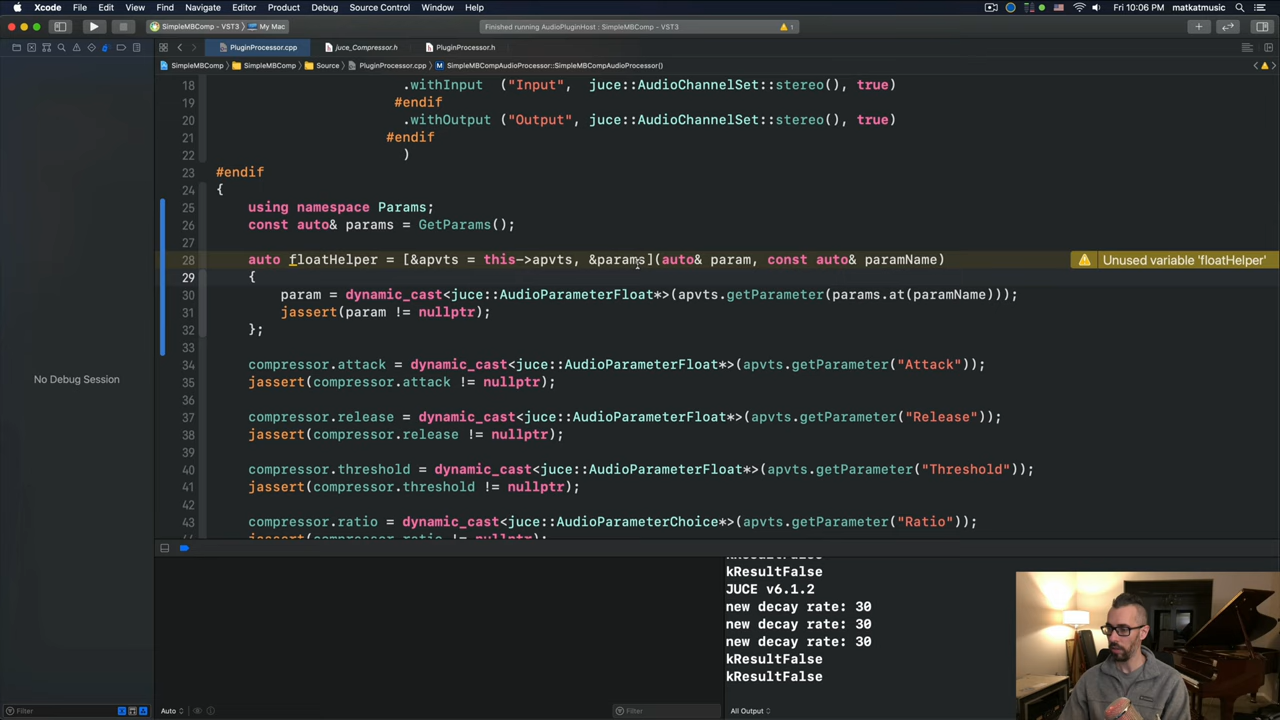 Xcode File Edit View Find Navigate Editor Product Debug Source Control Window Help
Fri 10:06 PM matkatmusic
SimpleMBComp - VST3 My Mac
Finished running AudioPluginHost : SimpleMBComp - VST3
1
PluginProcessor.cpp juce_Compressor.h PluginProcessor.h
SimpleMBComp SimpleMBComp Source PluginProcessor.cpp M SimpleMBCompAudioProcessor::SimpleMBCompAudioProcessor()
18 .withInput ("Input", juce::AudioChannelSet::stereo(), true)
19 #endif
20 .withOutput ("Output", juce::AudioChannelSet::stereo(), true)
21 #endif
22 )
23 #endif
24 {
25 using namespace Params;
26 const auto& params = GetParams();
27
28 auto floatHelper = [&apvts = this->apvts, &params](auto& param, const auto& paramName)
Unused variable 'floatHelper'
29 {
30 param = dynamic_cast<juce::AudioParameterFloat*>(apvts.getParameter(params.at(paramName)));
31 jassert(param != nullptr);
32 };
33
34 compressor.attack = dynamic_cast<juce::AudioParameterFloat*>(apvts.getParameter("Attack"));
35 jassert(compressor.attack != nullptr);
36
37 compressor.release = dynamic_cast<juce::AudioParameterFloat*>(apvts.getParameter("Release"));
38 jassert(compressor.release != nullptr);
39
40 compressor.threshold = dynamic_cast<juce::AudioParameterFloat*>(apvts.getParameter("Threshold"));
41 jassert(compressor.threshold != nullptr);
42
43 compressor.ratio = dynamic_cast<juce::AudioParameterChoice*>(apvts.getParameter("Ratio"));
jassert(compressor.ratio != nullptr);
No Debug Session
kResultFalse
kResultFalse
JUCE v6.1.2
new decay rate: 30
new decay rate: 30
new decay rate: 30
kResultFalse
kResultFalse
Filter
Auto
Filter
All Output